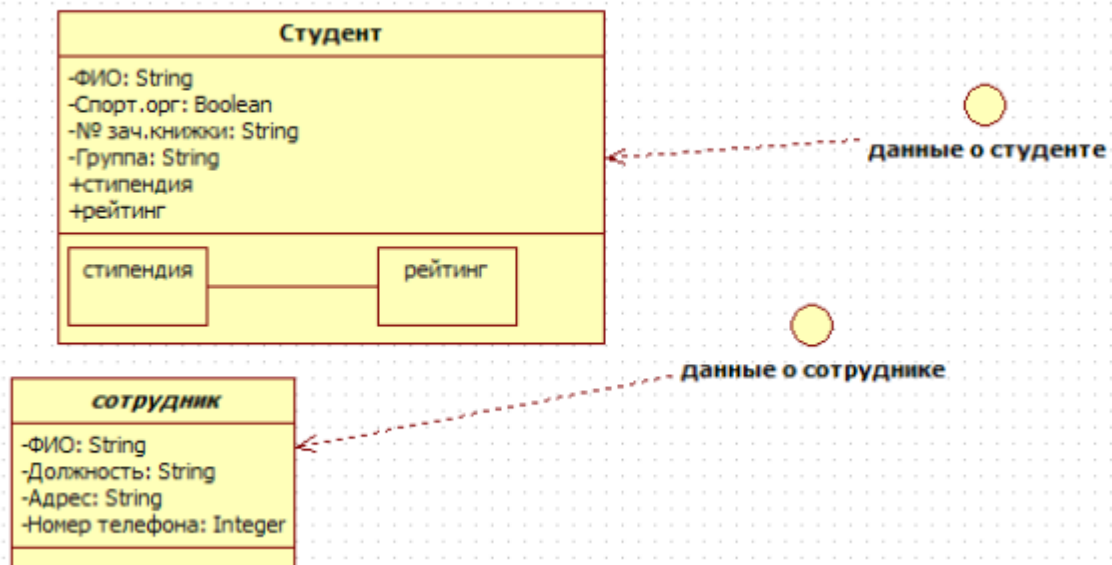 Студент
-ФИО: String
-Спорт.орг: Boolean
-№ зач.книжки: String
-Группа: String
+стипендия
+рейтинг
стипендия
рейтинг
данные о студенте
данные о сотруднике
сотрудник
-ФИО: String
-Должность: String
-Адрес: String
-Номер телефона: Integer